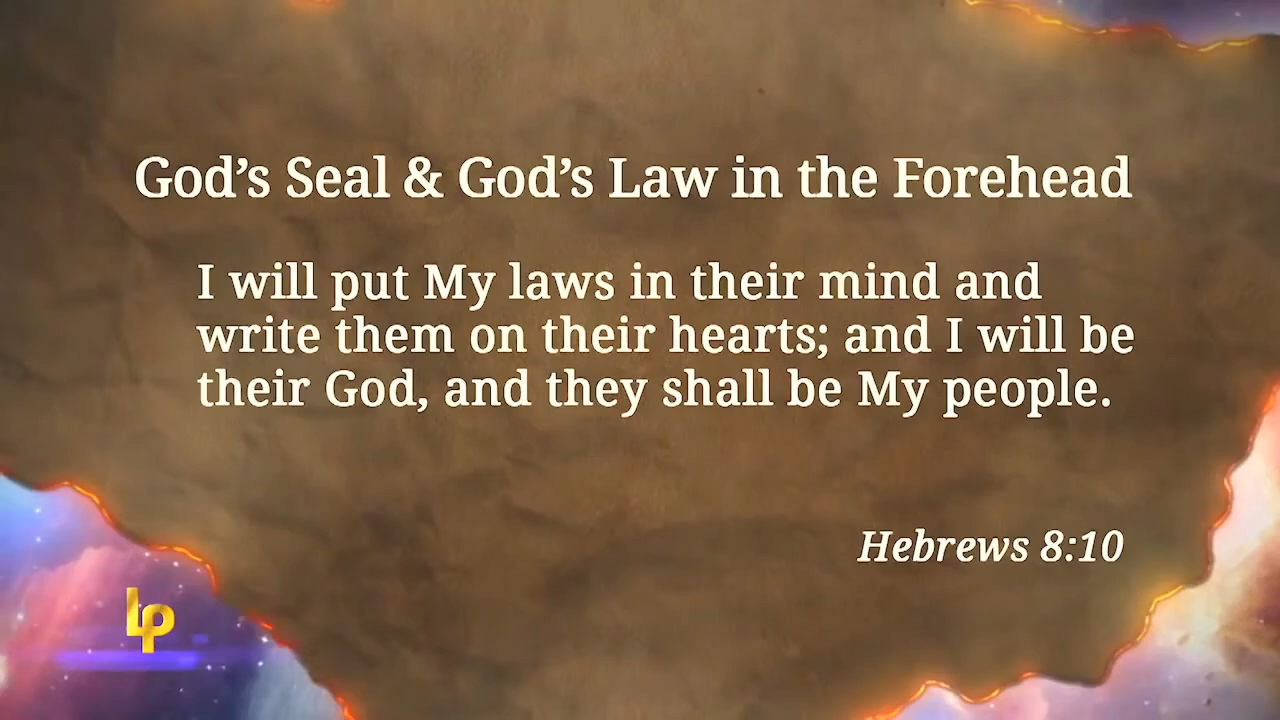 God’s Seal & God’s Law in the Forehead
I will put My laws in their mind and
write them on their hearts; and I will be
their God, and they shall be My people.
Hebrews 8:10
LP